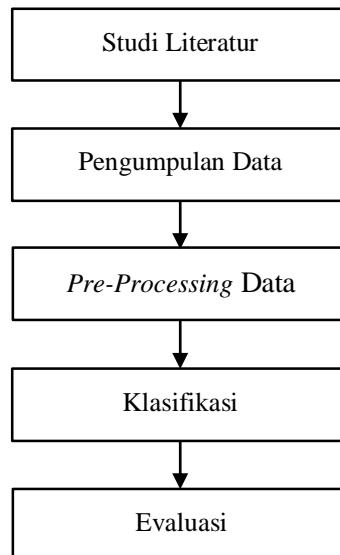 Studi Literatur
Pengumpulan Data
Pre-Processing Data
Klasifikasi
Evaluasi